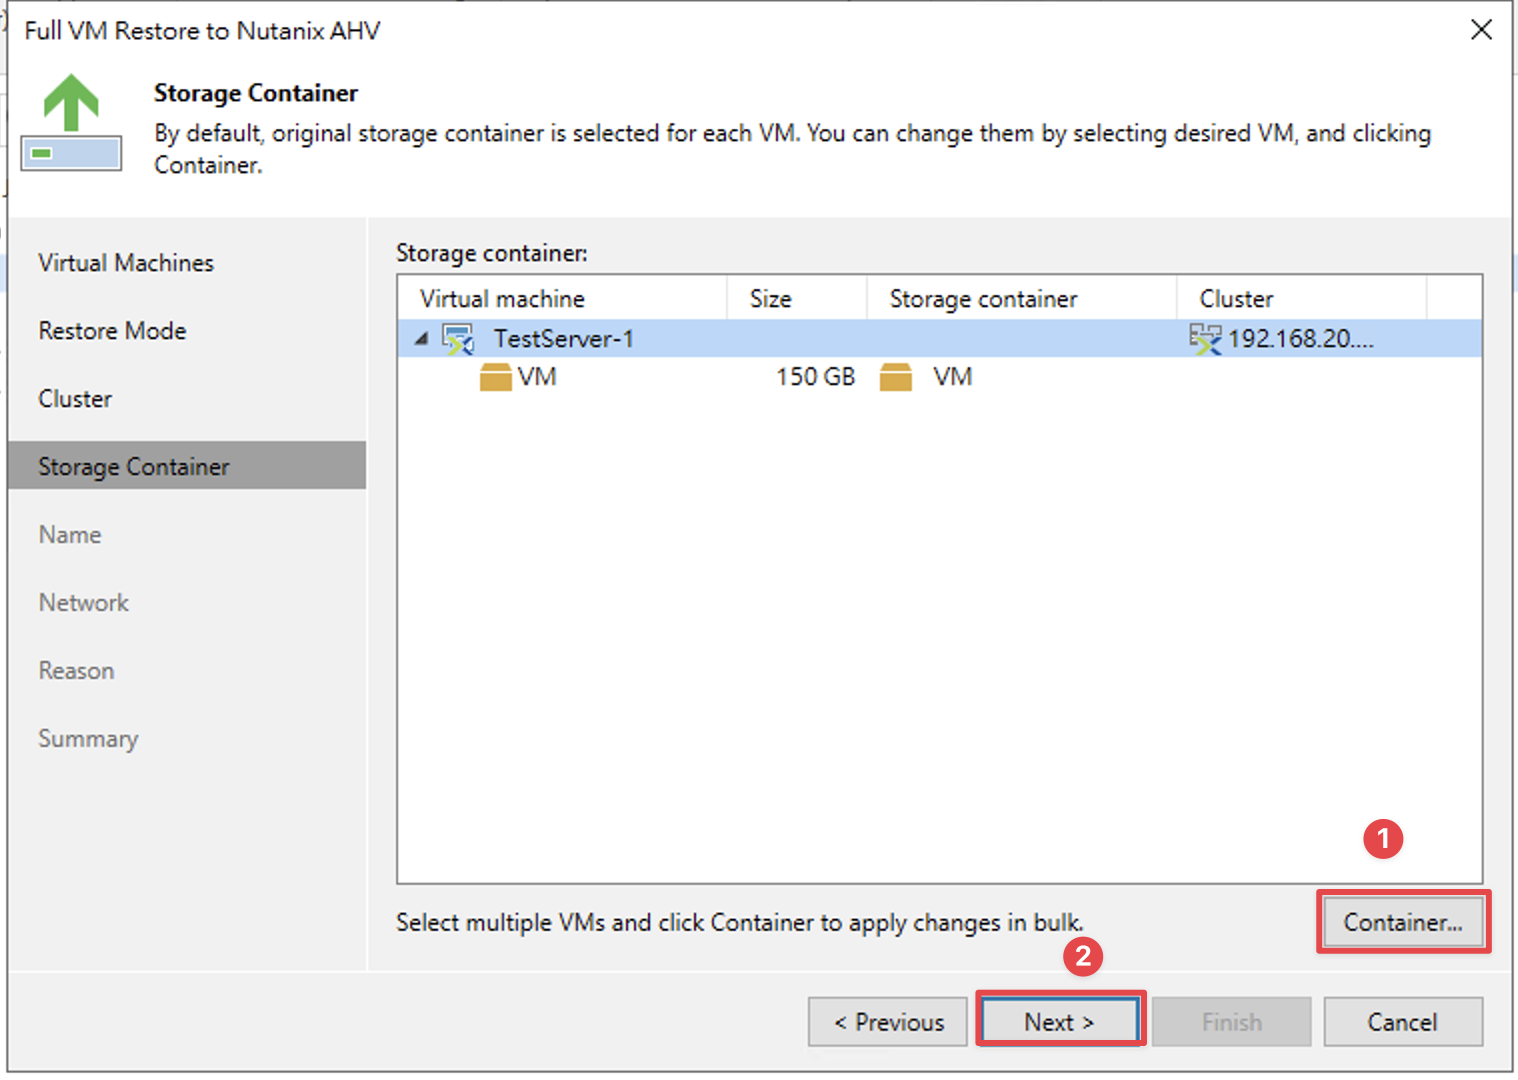 Full VM Restore to Nutanix AHV
Storage Container
By default, original storage container is selected for each VM. You can change them by selecting desired VM, and clicking
Container.
Virtual Machines
Restore Mode
Cluster
Storage Container
Name
Network
Reason
Summary
Storage container:
Virtual machine Size Storage container Cluster
TestServer-1 192.168.20....
VM 150 GB VM
1
Select multiple VMs and click Container to apply changes in bulk.
Container...
2
< Previous Next > Finish Cancel